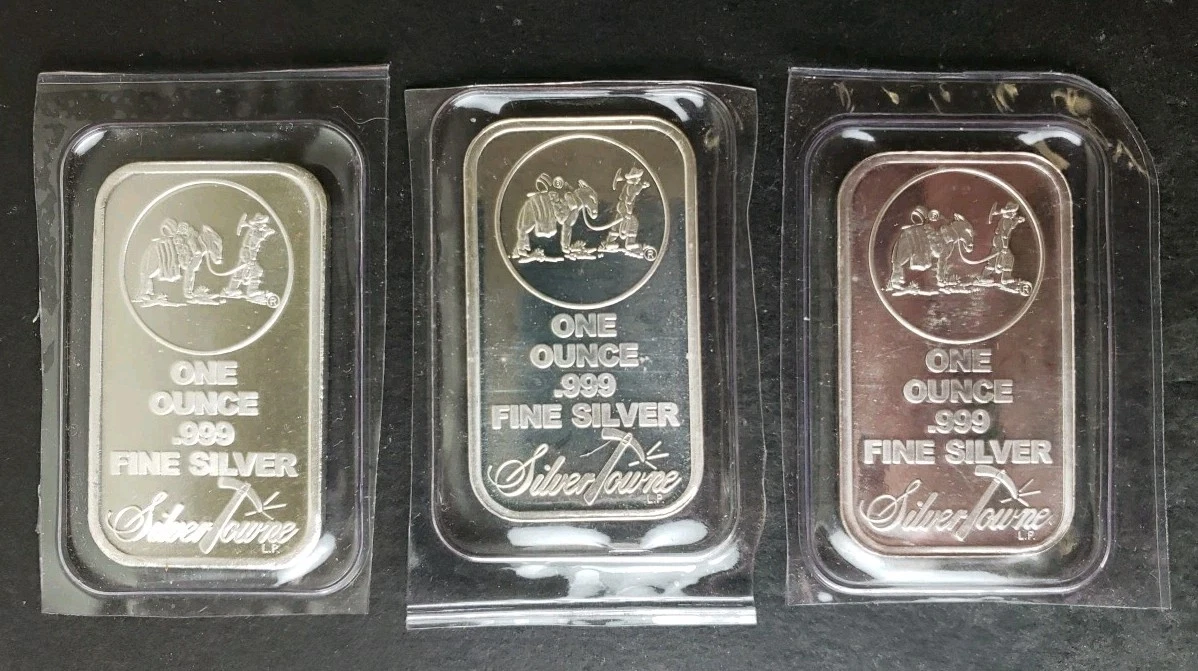 ®
ONE
OUNCE
.999
FINE SILVER
SilverTowne
L.P.
®
ONE
OUNCE
.999
FINE SILVER
SilverTowne
L.P.
®
ONE
OUNCE
.999
FINE SILVER
SilverTowne
L.P.